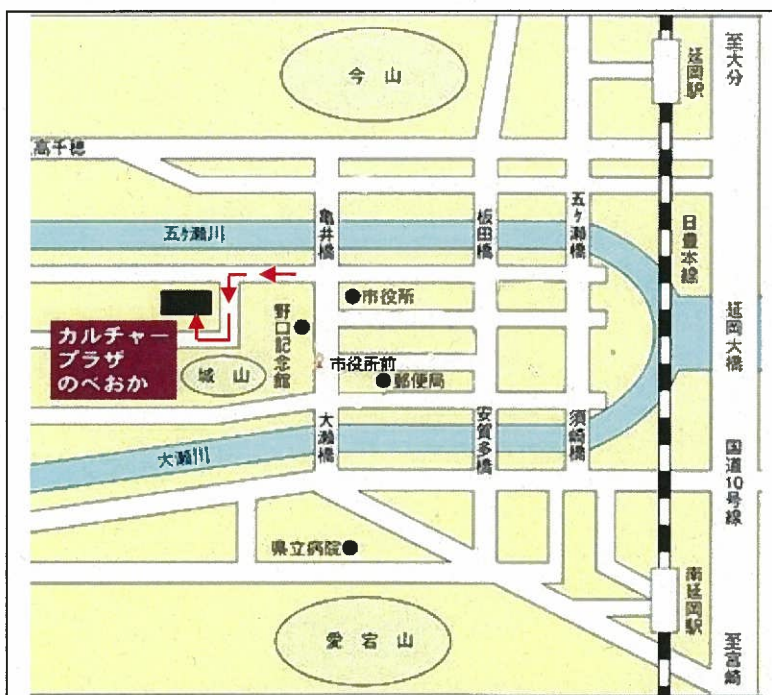 今山
延岡駅
至大分
高千穂
五ケ瀬川
亀井橋
板田橋
五ケ瀬橋
日豊本線
市役所
野口記念館
カルチャー
プラザ
のべおか
城山
市役所前
郵便局
延岡大橋
大瀬橋
安賀多橋
須崎橋
大瀬川
国道10号線
県立病院
南延岡駅
愛宕山
至宮崎